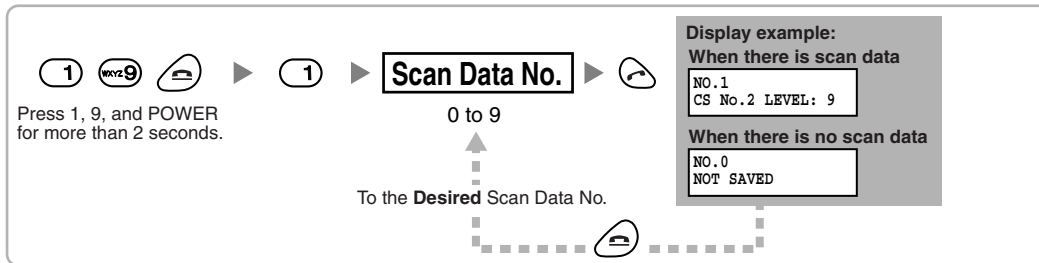 1) WXYZ9
1)
Scan Data No.
Press 1, 9, and POWER
for more than 2 seconds.
0 to 9
To the Desired Scan Data No.
Display example:
When there is scan data
NO.1
CS No.2 LEVEL: 9
When there is no scan data
NO.0
NOT SAVED